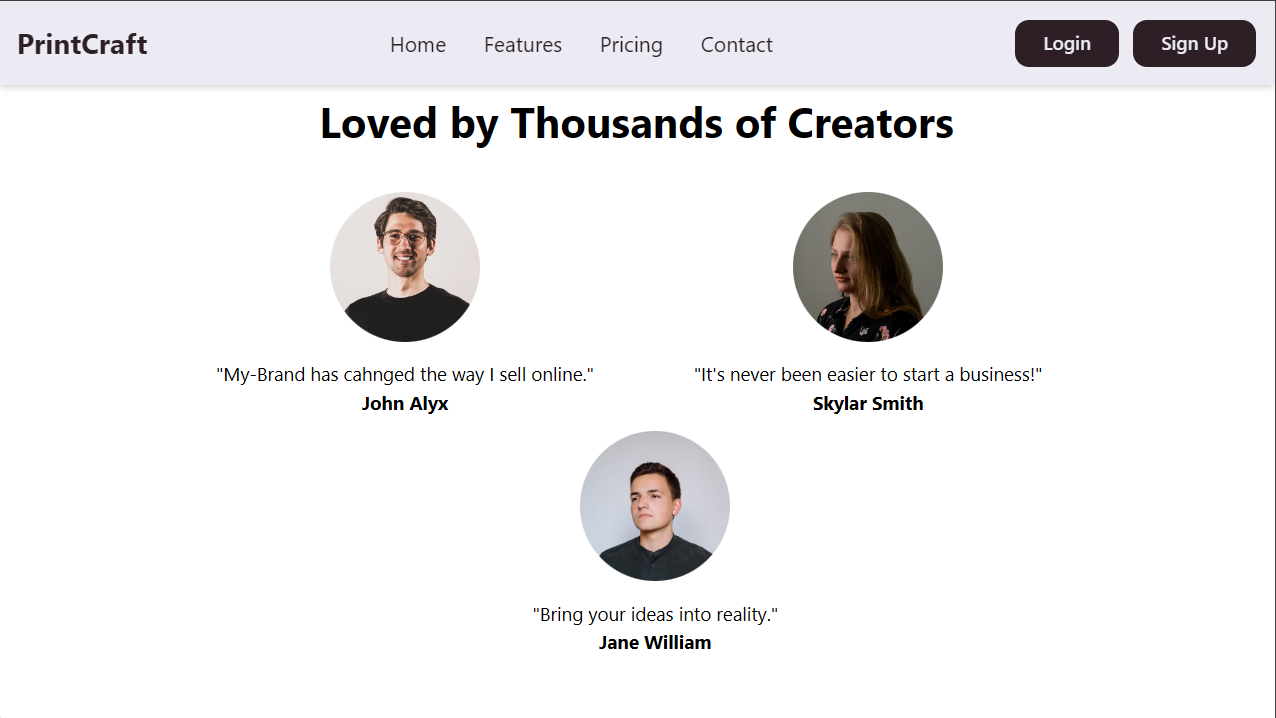 PrintCraft
Home
Features
Pricing
Contact
Login
Sign Up
Loved by Thousands of Creators
"My-Brand has cahnged the way I sell online."
John Alyx
"It's never been easier to start a business!"
Skylar Smith
"Bring your ideas into reality."
Jane William